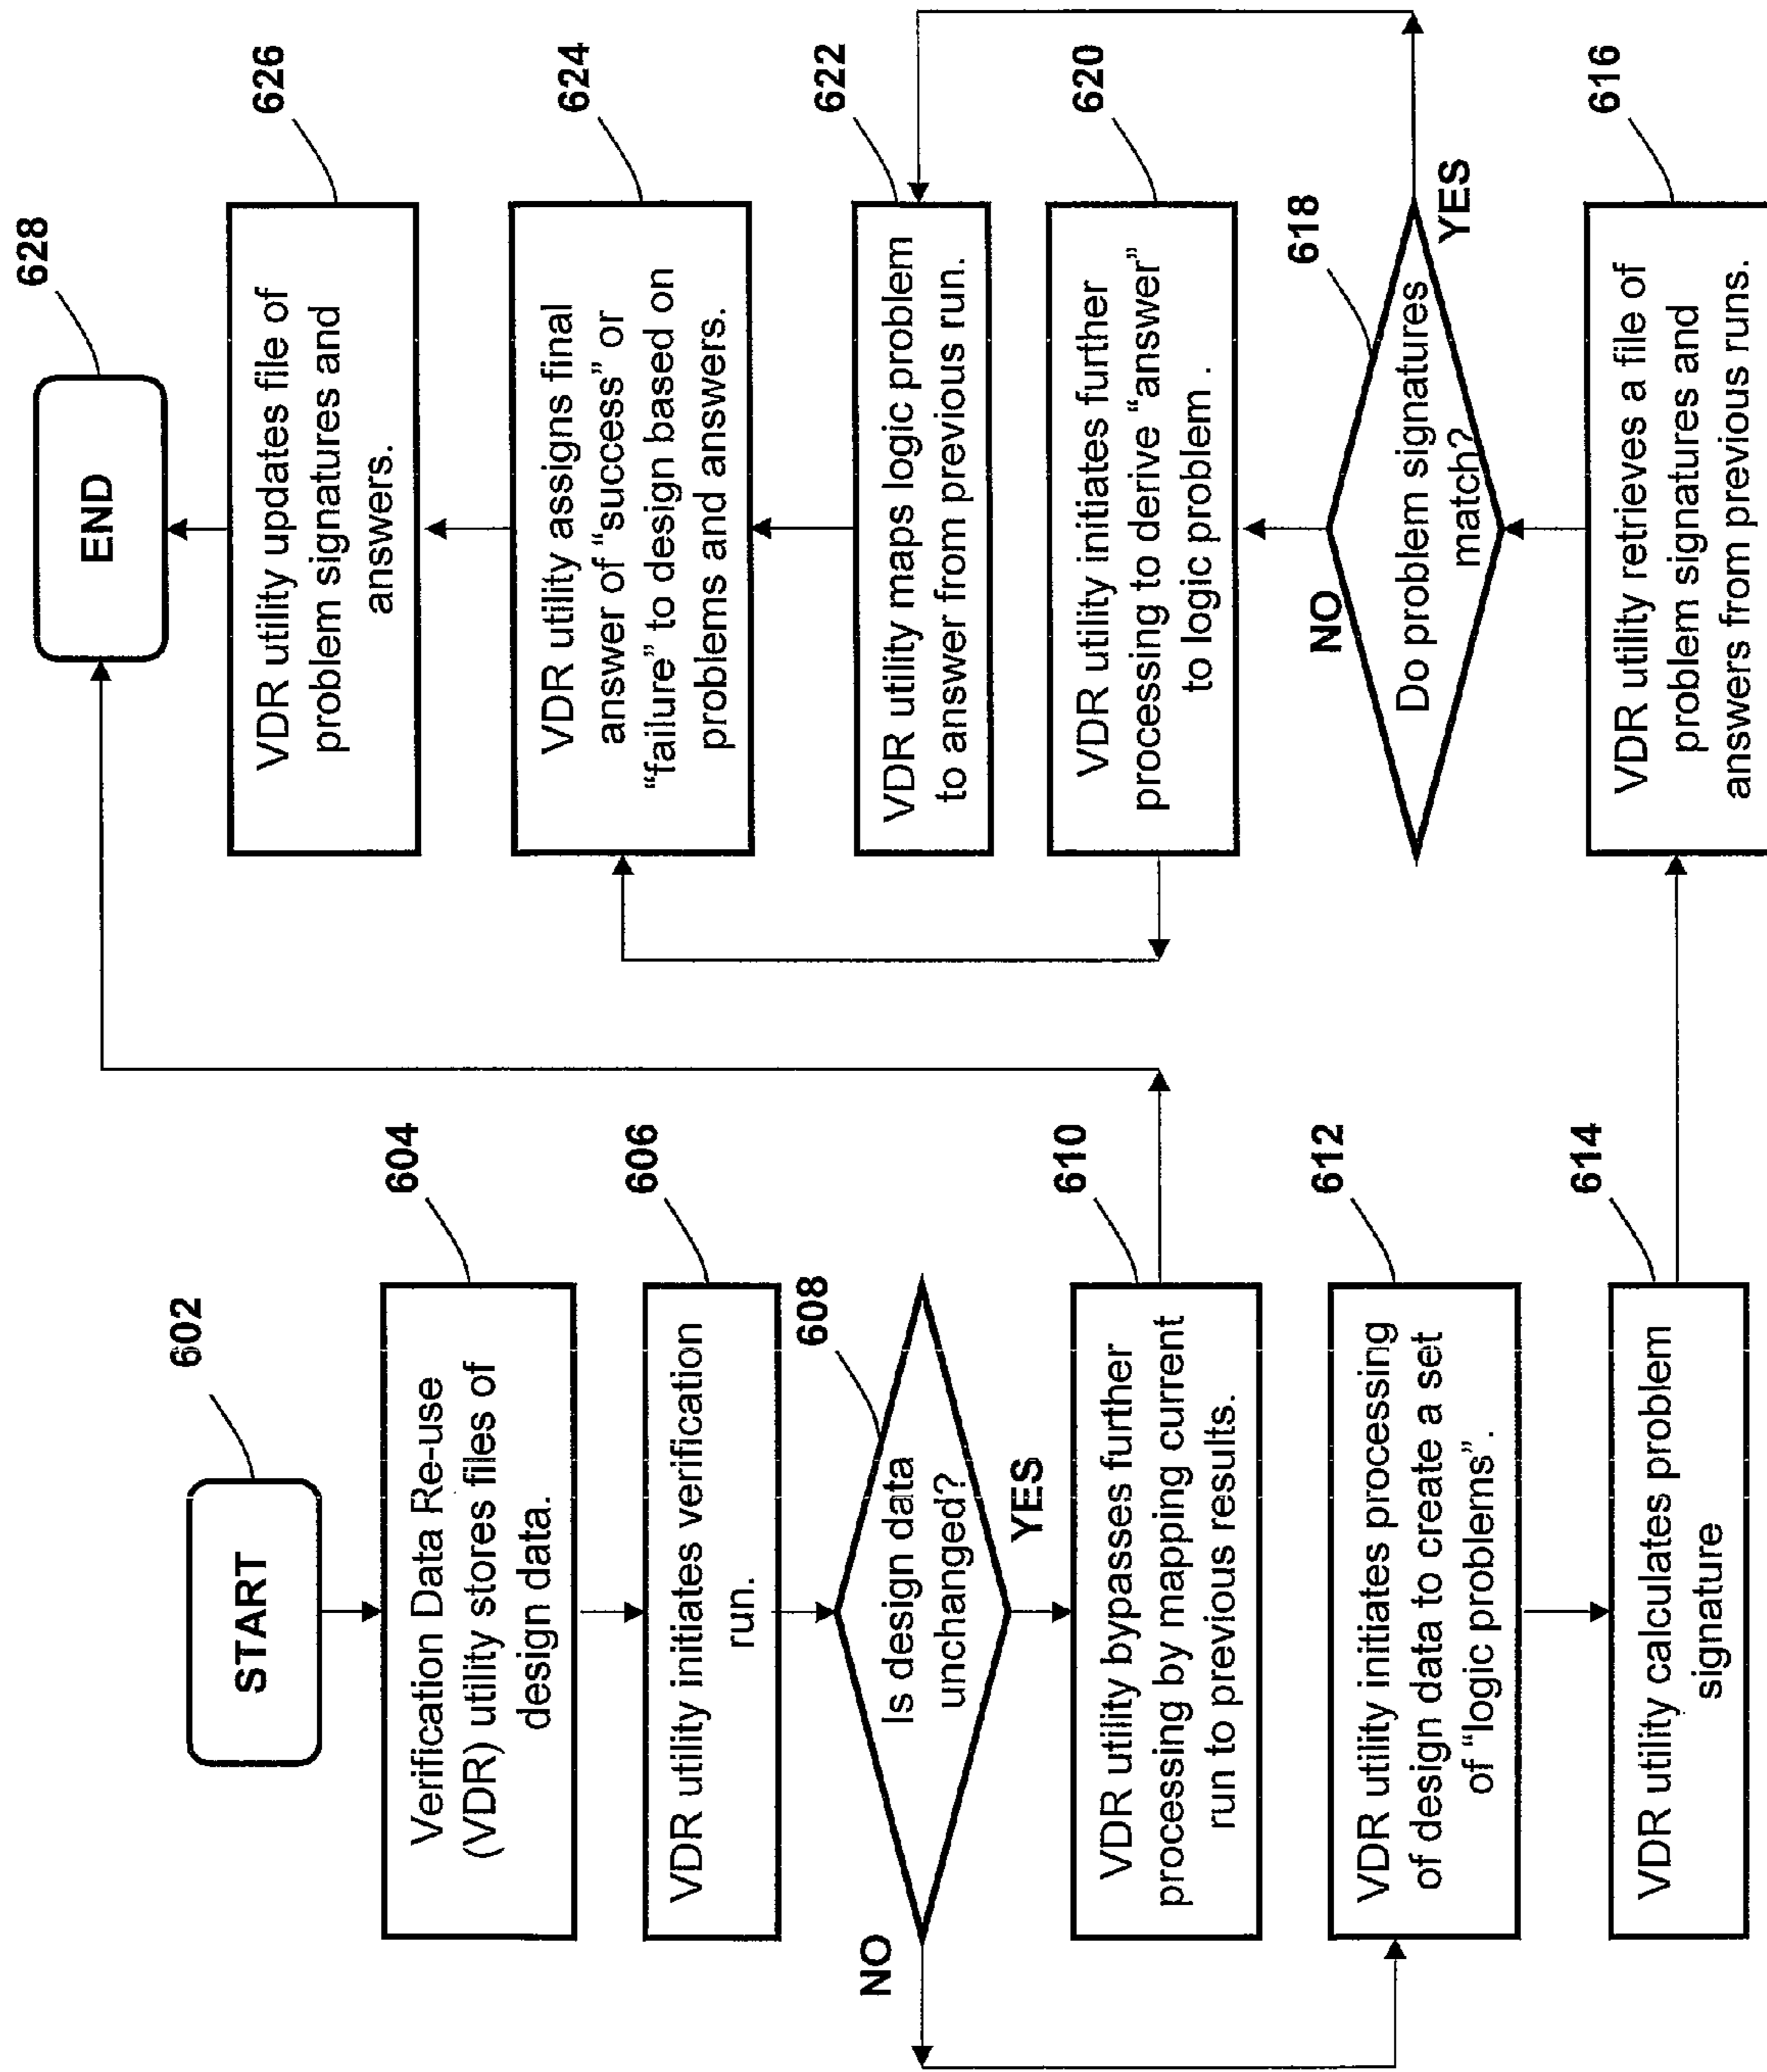 602
START
604
Verification Data Re-use
(VDR) utility stores files of
design data.
606
VDR utility initiates verification
run.
608
Is design data
unchanged?
NO
YES
610
VDR utility bypasses further
processing by mapping current
run to previous results.
612
VDR utility initiates processing
of design data to create a set
of “logic problems”.
614
VDR utility calculates problem
signature
628
END
626
VDR utility updates file of
problem signatures and
answers.
624
VDR utility assigns final
answer of “success” or
“failure” to design based on
problems and answers.
622
VDR utility maps logic problem
to answer from previous run.
620
VDR utility initiates further
processing to derive “answer”
to logic problem .
618
NO
Do problem signatures
match?
YES
616
VDR utility retrieves a file of
problem signatures and
answers from previous runs.